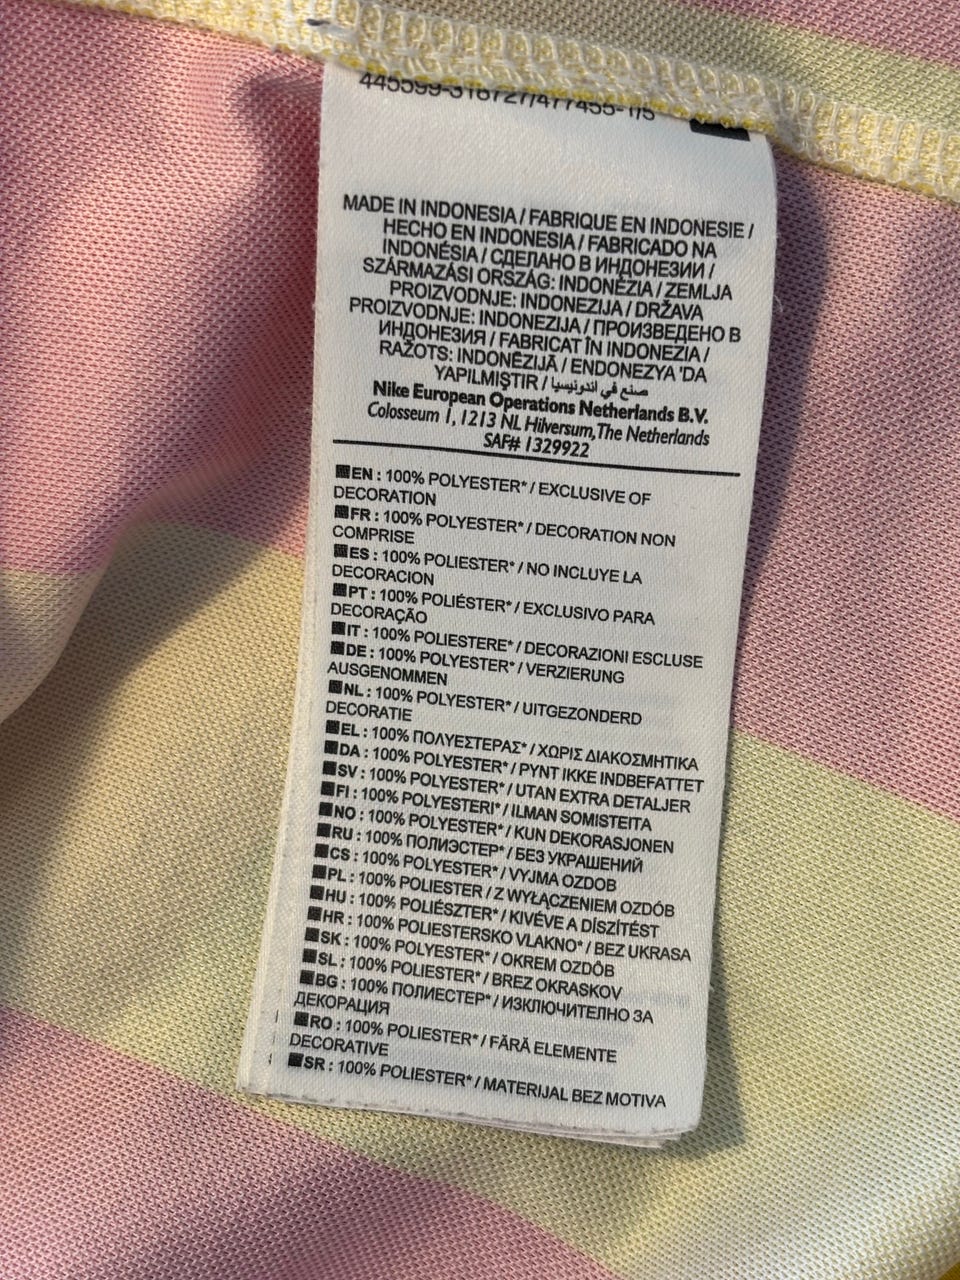 445599-316727/477455-1/5
MADE IN INDONESIA / FABRIQUE EN INDONESIE /
HECHO EN INDONESIA / FABRICADO NA
INDONÉSIA / СДЕЛАНО В ИНДОНЕЗИИ /
SZÁRMAZÁSI ORSZÁG: INDONÉZIA / ZEMLJA
PROIZVODNJE: INDONEZIJA / DRŽAVA
PROIZVODNJE: INDONEZIJA / ПРОИЗВЕДЕНО В
ИНДОНЕЗИЯ / FABRICAT ÎN INDONEZIA /
RAŽOTS: INDONĒZIJĀ / ENDONEZYA 'DA
YAPILMIŞTIR / صنع في اندونيسيا
Nike European Operations Netherlands B.V.
Colosseum 1, 1213 NL Hilversum, The Netherlands
SAF# 1329922
EN : 100% POLYESTER* / EXCLUSIVE OF
DECORATION
FR : 100% POLYESTER* / DECORATION NON
COMPRISE
ES : 100% POLIESTER* / NO INCLUYE LA
DECORACION
PT : 100% POLIÉSTER* / EXCLUSIVO PARA
DECORAÇÃO
IT : 100% POLIESTERE* / DECORAZIONI ESCLUSE
DE : 100% POLYESTER* / VERZIERUNG
AUSGENOMMEN
NL : 100% POLYESTER* / UITGEZONDERD
DECORATIE
EL : 100% ΠΟΛΥΕΣΤΕΡΑΣ* / ΧΩΡΙΣ ΔΙΑΚΟΣΜΗΤΙΚΑ
DA : 100% POLYESTER* / PYNT IKKE INDBEFATTET
SV : 100% POLYESTER* / UTAN EXTRA DETALJER
FI : 100% POLYESTERI* / ILMAN SOMISTEITA
NO : 100% POLYESTER* / KUN DEKORASJONEN
RU : 100% ПОЛИЭСТЕР* / БЕЗ УКРАШЕНИЙ
CS : 100% POLYESTER* / VYJMA OZDOB
PL : 100% POLIESTER / Z WYŁĄCZENIEM OZDÓB
HU : 100% POLIÉSZTER* / KIVÉVE A DÍSZÍTÉST
HR : 100% POLIESTERSKO VLAKNO* / BEZ UKRASA
SK : 100% POLYESTER* / OKREM OZDÔB
SL : 100% POLIESTER* / BREZ OKRASKOV
BG : 100% ПОЛИЕСТЕР* / ИЗКЛЮЧИТЕЛНО ЗА
ДЕКОРАЦИЯ
RO : 100% POLIESTER* / FĂRĂ ELEMENTE
DECORATIVE
SR : 100% POLIESTER* / MATERIJAL BEZ MOTIVA